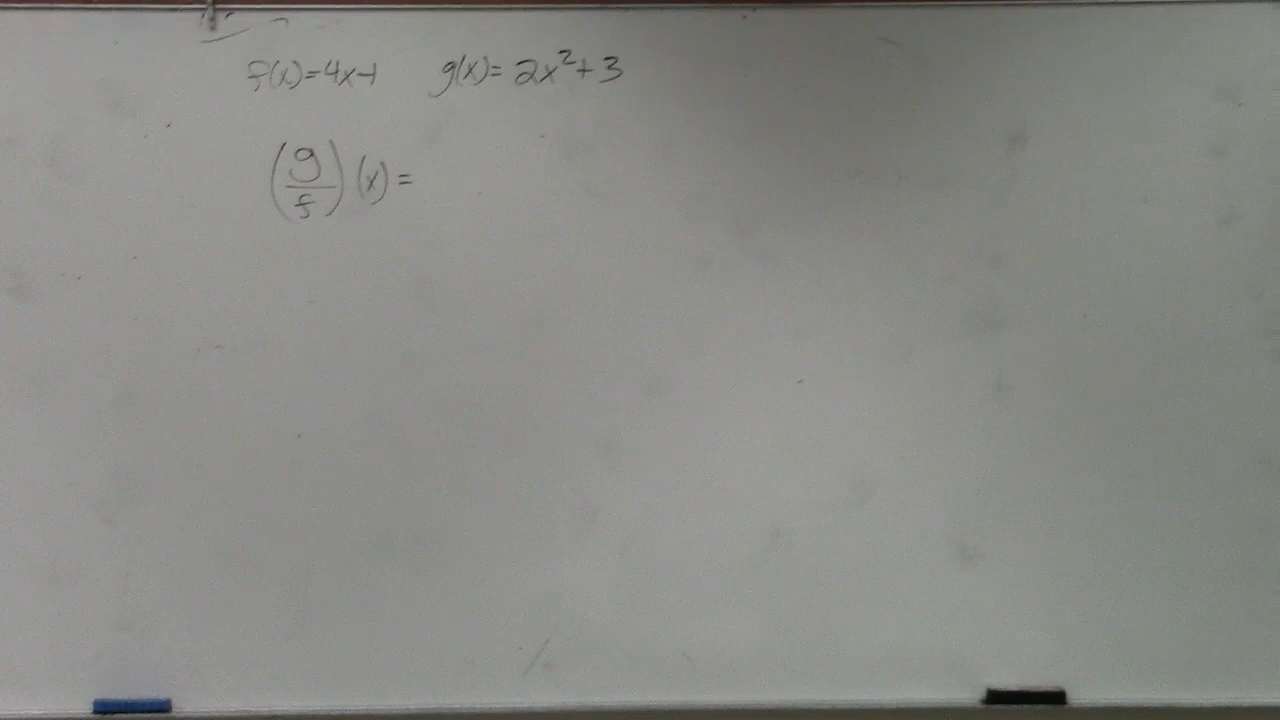 f(x)=4x-1 g(x)= 2x²+3
(g/f)(x)=